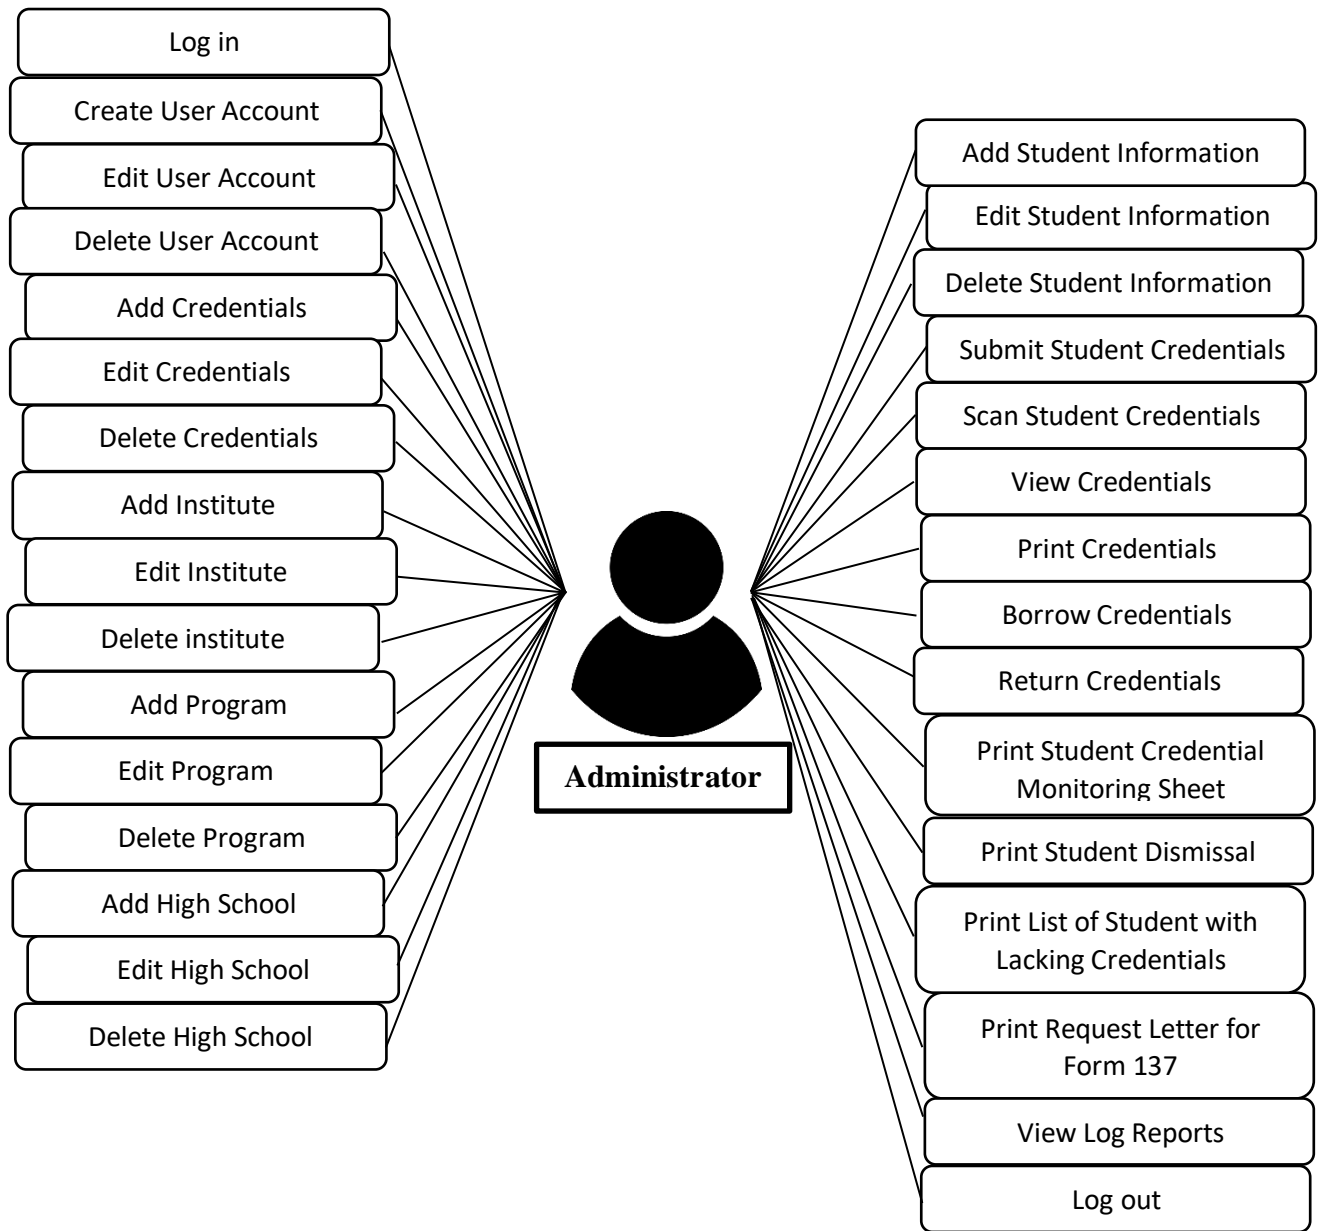 Log in
Create User Account
Edit User Account
Delete User Account
Add Credentials
Edit Credentials
Delete Credentials
Add Institute
Edit Institute
Delete institute
Add Program
Edit Program
Delete Program
Add High School
Edit High School
Delete High School
Administrator
Add Student Information
Edit Student Information
Delete Student Information
Submit Student Credentials
Scan Student Credentials
View Credentials
Print Credentials
Borrow Credentials
Return Credentials
Print Student Credential
Monitoring Sheet
Print Student Dismissal
Print List of Student with
Lacking Credentials
Print Request Letter for
Form 137
View Log Reports
Log out